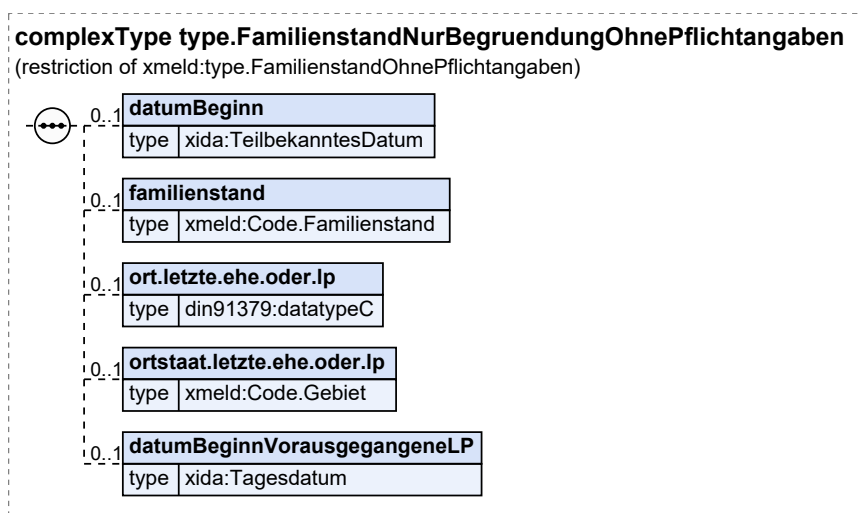 complexType type.FamilienstandNurBegruendungOhnePflichtangaben
(restriction of xmeld:type.FamilienstandOhnePflichtangaben)
0..1 datumBeginn
type xida:TeilbekanntesDatum
0..1 familienstand
type xmeld:Code.Familienstand
0..1 ort.letzte.ehe.oder.lp
type din91379:datatypeC
0..1 ortstaat.letzte.ehe.oder.lp
type xmeld:Code.Gebiet
0..1 datumBeginnVorausgegangeneLP
type xida:Tagesdatum